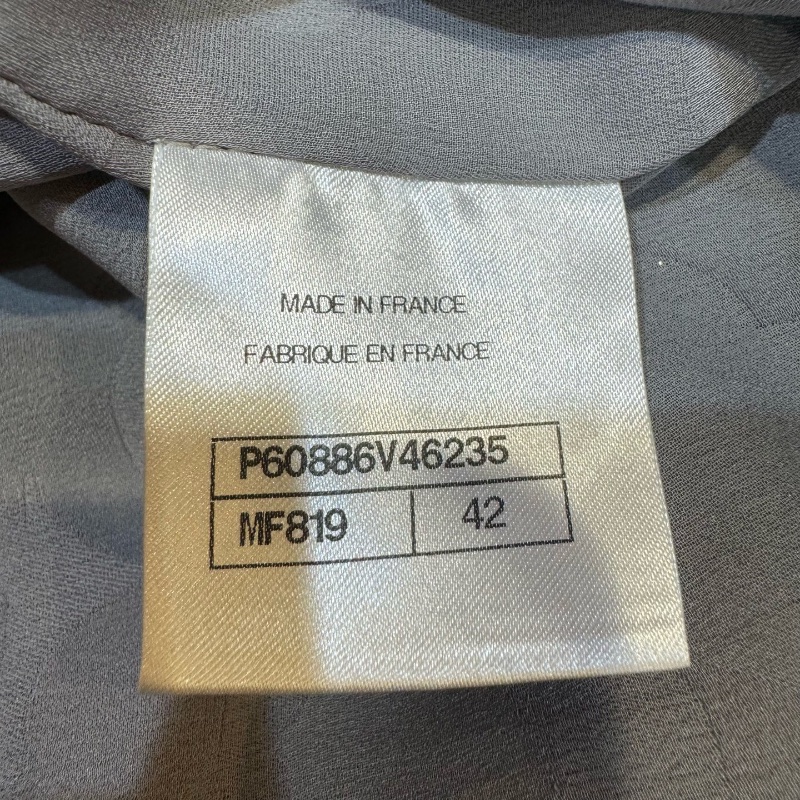 MADE IN FRANCE
FABRIQUE EN FRANCE
P60886V46235
MF819 42